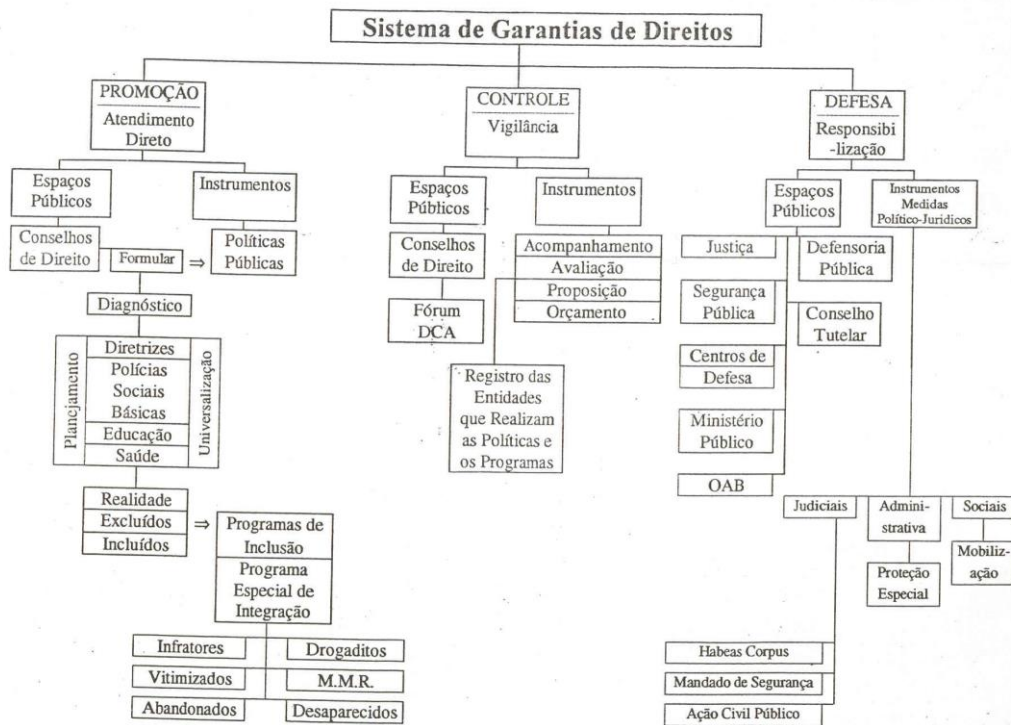 Sistema de Garantias de Direitos
PROMOÇÃO
Atendimento
Direto
Espaços
Públicos
Instrumentos
Conselhos
de Direito
Formular
⇒
Políticas
Públicas
Diagnóstico
Planejamento
Diretrizes
Polícias
Sociais
Básicas
Educação
Saúde
Universalização
Realidade
Excluídos
Incluídos
⇒
Programas de
Inclusão
Programa
Especial de
Integração
Infratores
Drogaditos
Vitimizados
M.M.R.
Abandonados
Desaparecidos
CONTROLE
Vigilância
Espaços
Públicos
Instrumentos
Conselhos
de Direito
Fórum
DCA
Acompanhamento
Avaliação
Proposição
Orçamento
Registro das
Entidades
que Realizam
as Políticas e
os Programas
DEFESA
Responsibi
-lização
Espaços
Públicos
Instrumentos
Medidas
Político-Juridicos
Justiça
Defensoria
Pública
Segurança
Pública
Conselho
Tutelar
Centros de
Defesa
Ministério
Público
OAB
Judiciais
Admini-
strativa
Sociais
Proteção
Especial
Mobiliz-
ação
Habeas Corpus
Mandado de Segurança
Ação Civil Público